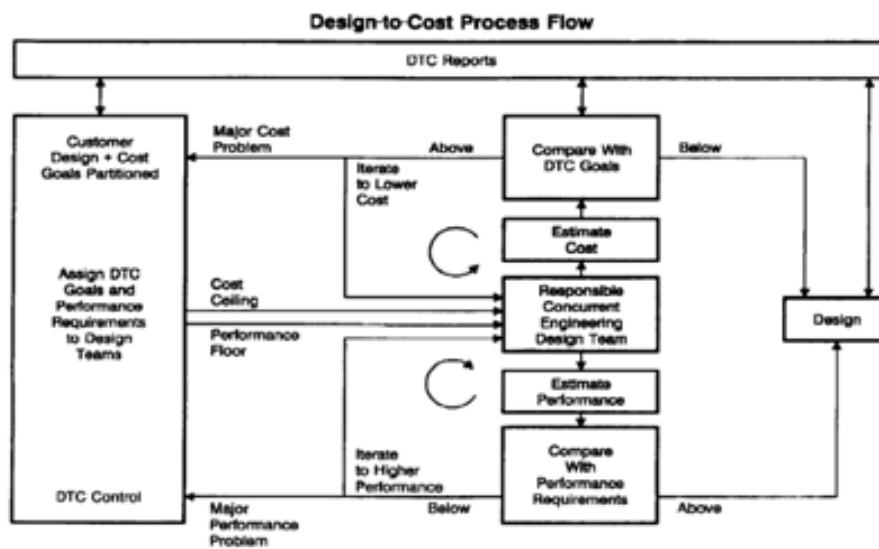 Design-to-Cost Process Flow
DTC Reports
Customer
Design + Cost
Goals Partitioned
Assign DTC
Goals and
Performance
Requirements
to Design
Teams
DTC Control
Major Cost
Problem
Iterate
to Lower
Cost
Above
Compare With
DTC Goals
Below
Estimate
Cost
Cost
Ceiling
Performance
Floor
Responsible
Concurrent
Engineering
Design Team
Design
Estimate
Performance
Iterate
to Higher
Performance
Major
Performance
Problem
Below
Compare
With
Performance
Requirements
Above